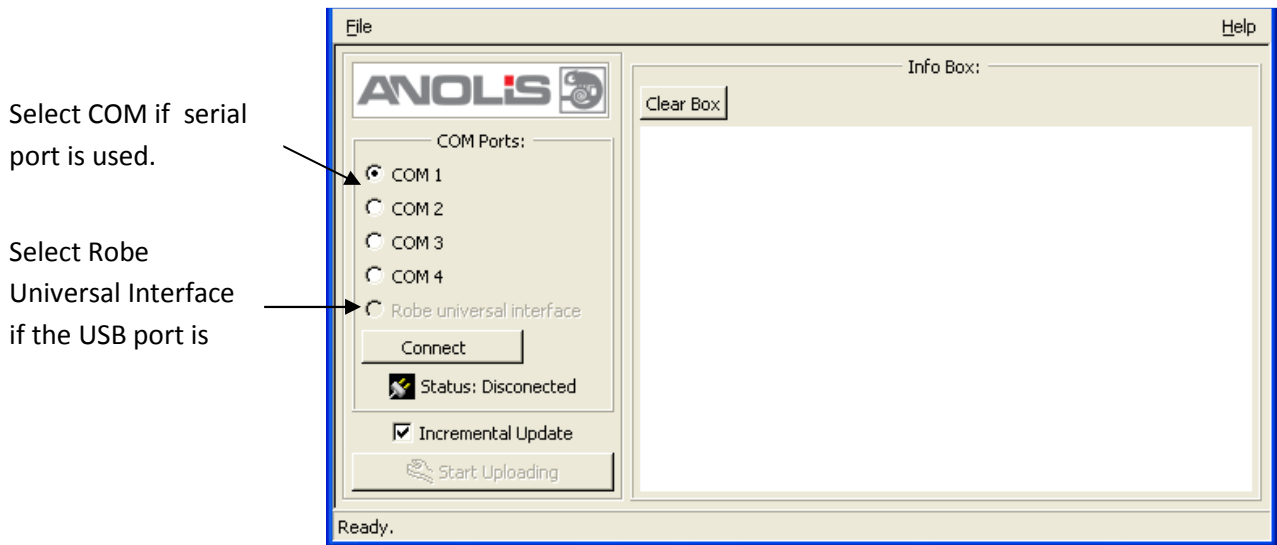 File
Help
ANOLIS
Info Box:
Clear Box
Select COM if serial
port is used.
COM Ports:
COM 1
COM 2
COM 3
COM 4
Select Robe
Universal Interface
if the USB port is
Robe universal interface
Connect
Status: Disconected
Incremental Update
Start Uploading
Ready.